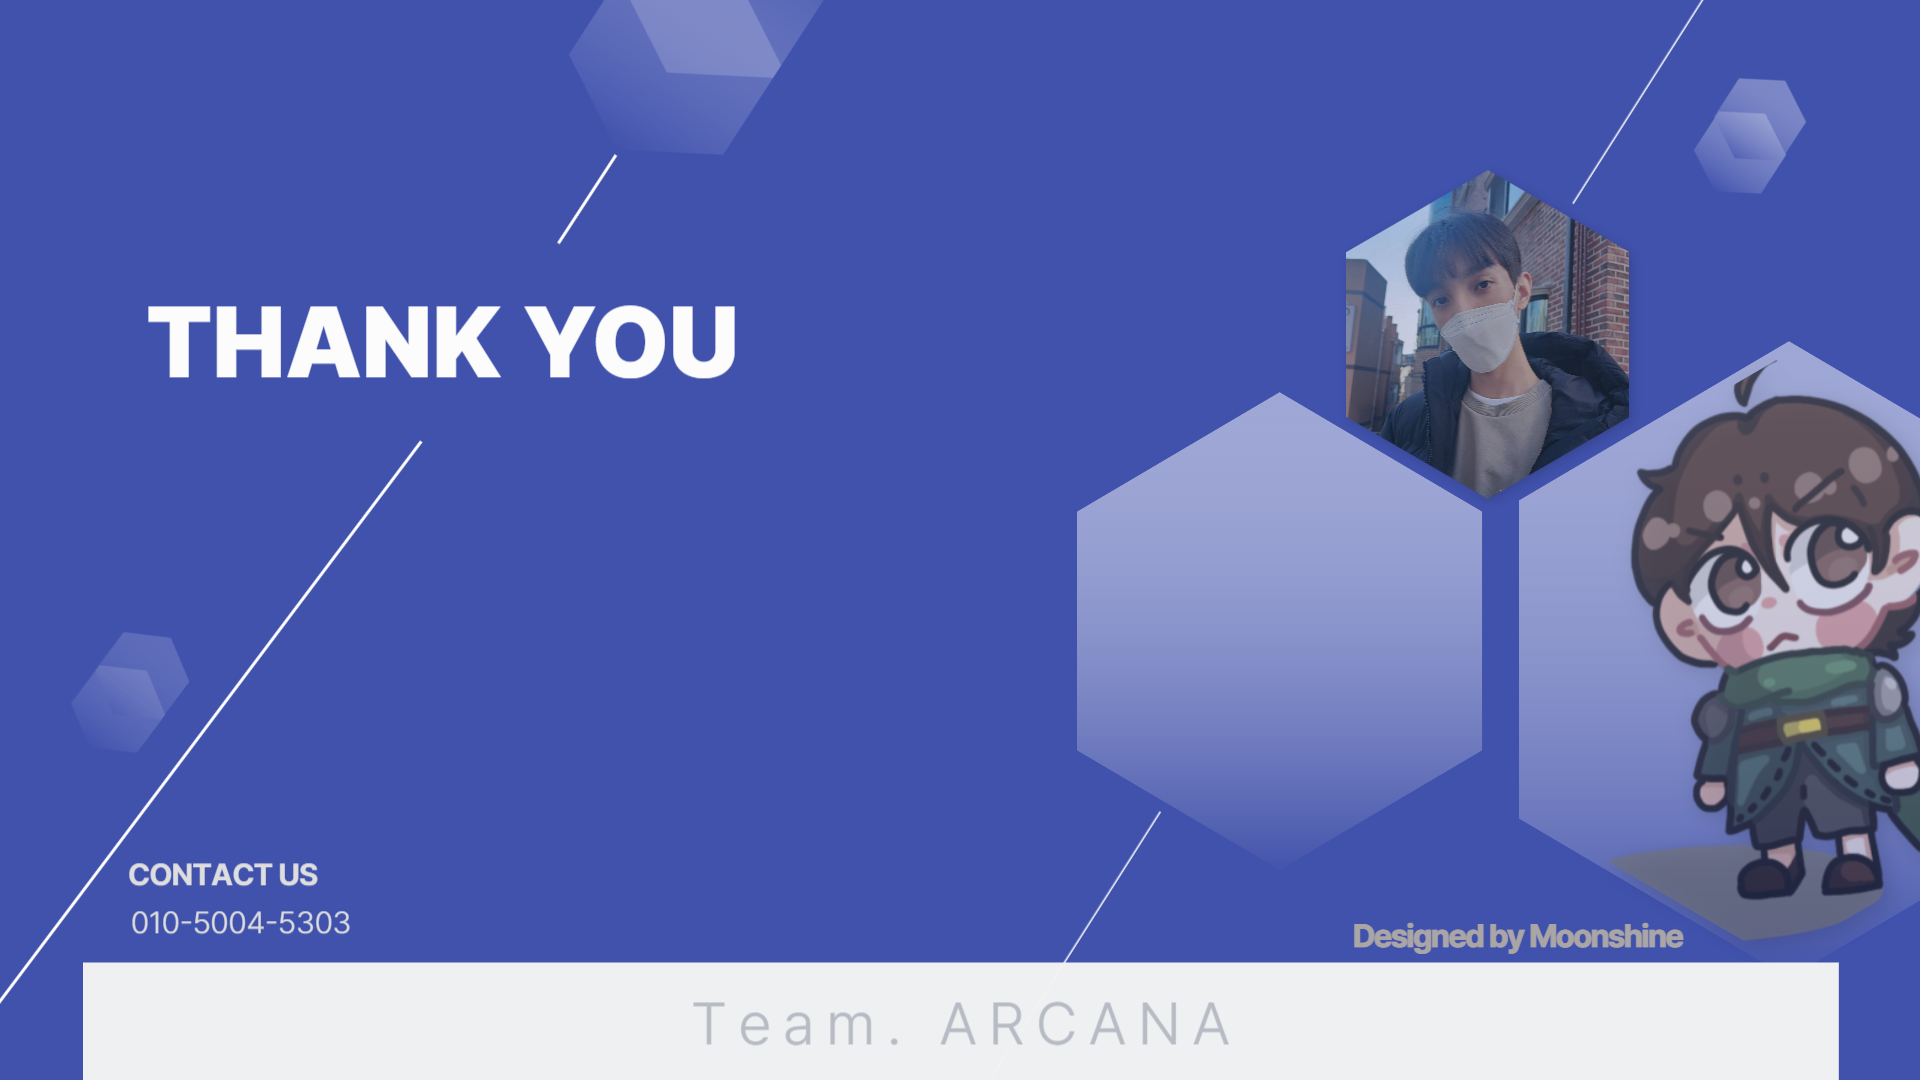 THANK YOU
CONTACT US
010-5004-5303
Designed by Moonshine
Team. ARCANA